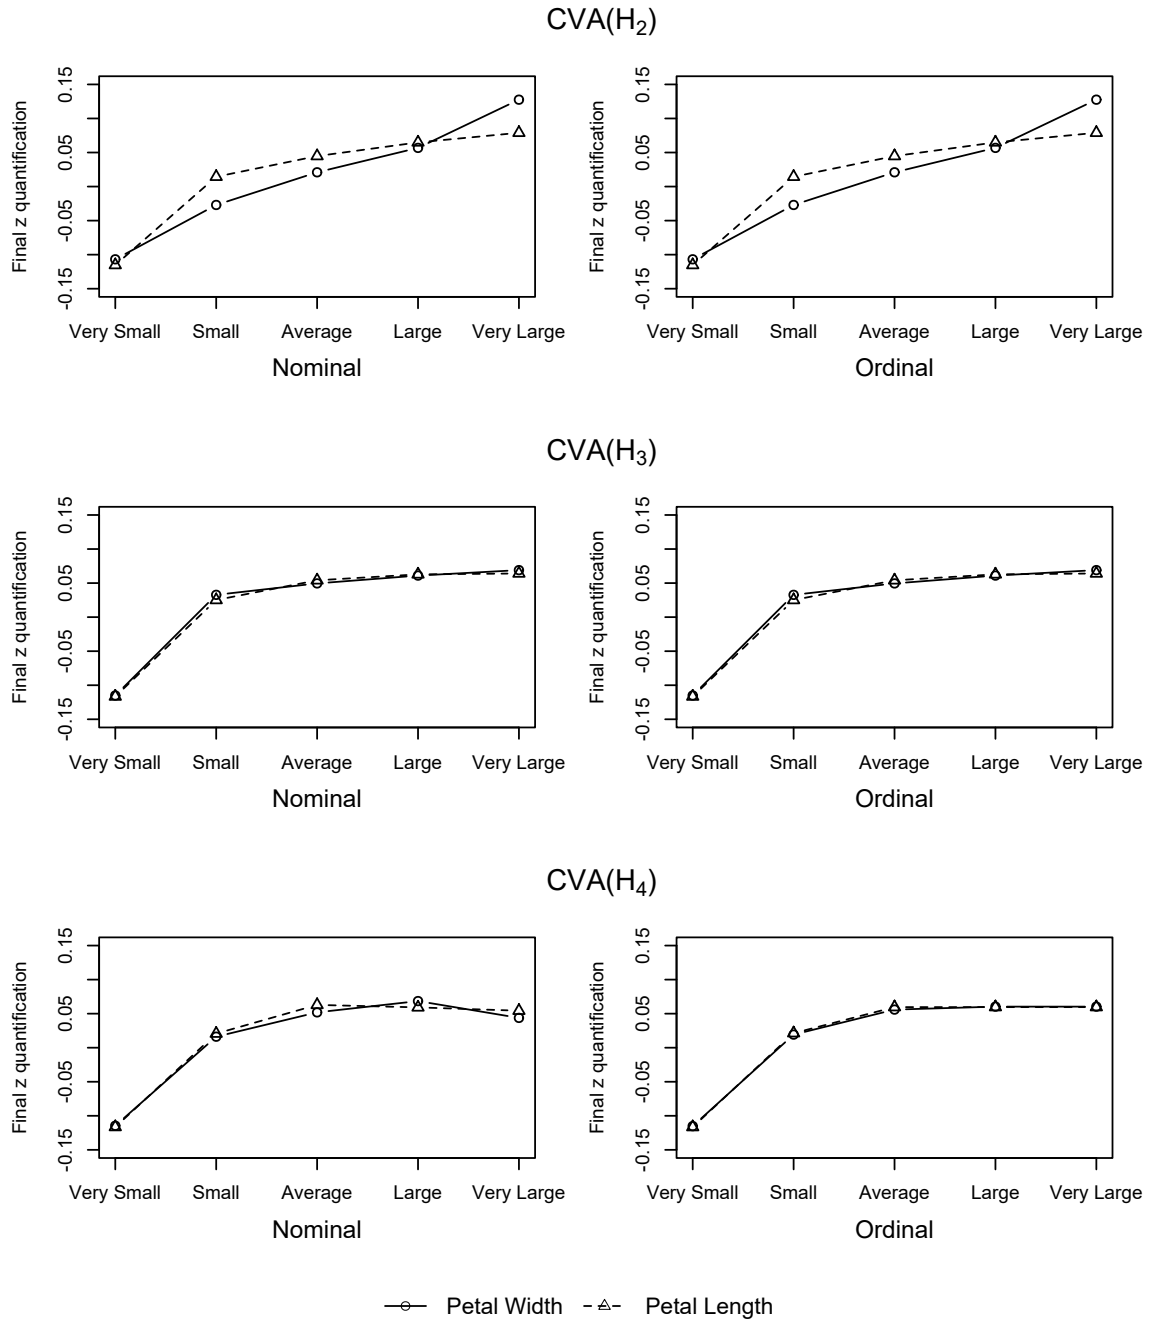 CVA(H2)
Final z quantification
0.15
0.05
-0.05
-0.15
Very Small Small Average Large Very Large
Nominal
Final z quantification
0.15
0.05
-0.05
-0.15
Very Small Small Average Large Very Large
Ordinal
CVA(H3)
Final z quantification
0.15
0.05
-0.05
-0.15
Very Small Small Average Large Very Large
Nominal
Final z quantification
0.15
0.05
-0.05
-0.15
Very Small Small Average Large Very Large
Ordinal
CVA(H4)
Final z quantification
0.15
0.05
-0.05
-0.15
Very Small Small Average Large Very Large
Nominal
Final z quantification
0.15
0.05
-0.05
-0.15
Very Small Small Average Large Very Large
Ordinal
Petal Width Petal Length